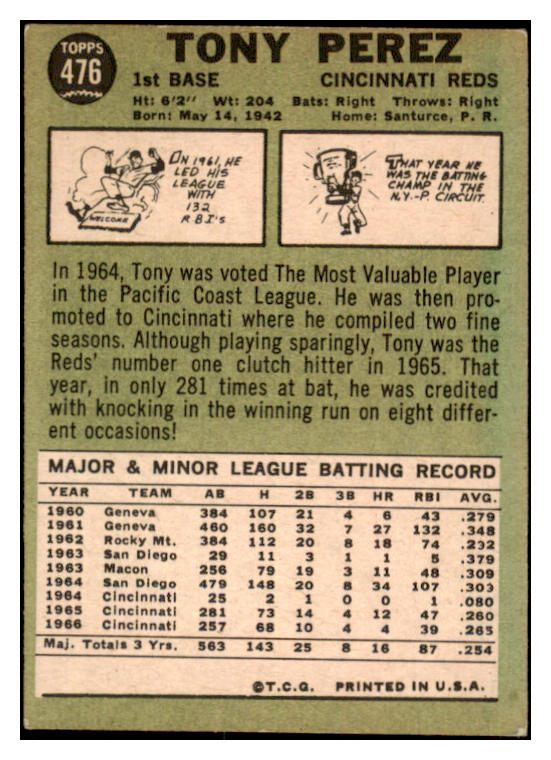 TOPPS
476
TONY PEREZ
1st BASE CINCINNATI REDS
Ht: 6'2" Wt: 204 Bats: Right Throws: Right
Born: May 14, 1942 Home: Santurce, P. R.
IN 1961, HE
LED HIS
LEAGUE
WITH
132
RBI's
WELCOME
THAT YEAR HE
WAS THE BATTING
CHAMP IN THE
N.Y.-P. CIRCUIT.
In 1964, Tony was voted The Most Valuable Player
in the Pacific Coast League. He was then pro-
moted to Cincinnati where he compiled two fine
seasons. Although playing sparingly, Tony was the
Reds' number one clutch hitter in 1965. That
year, in only 281 times at bat, he was credited
with knocking in the winning run on eight differ-
ent occasions!
MAJOR & MINOR LEAGUE BATTING RECORD
YEAR TEAM AB H 2B 3B HR RBI AVG.
1960 Geneva 384 107 21 4 6 43 .279
1961 Geneva 460 160 32 7 27 132 .348
1962 Rocky Mt. 384 112 20 8 18 74 .292
1963 San Diego 29 11 3 1 1 5 .379
1963 Macon 256 79 19 3 11 48 .309
1964 San Diego 479 148 20 8 34 107 .303
1964 Cincinnati 25 2 1 0 0 1 .080
1965 Cincinnati 281 73 14 4 12 47 .260
1966 Cincinnati 257 68 10 4 4 39 .265
Maj. Totals 3 Yrs. 563 143 25 8 16 87 .254
©T.C.G. PRINTED IN U.S.A.